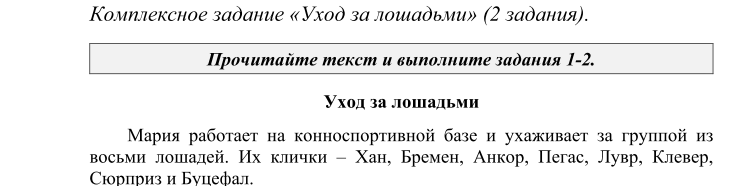 Комплексное задание «Уход за лошадьми» (2 задания).
Прочитайте текст и выполните задания 1-2.
Уход за лошадьми
Мария работает на конноспортивной базе и ухаживает за группой из
восьми лошадей. Их клички – Хан, Бремен, Анкор, Пегас, Лувр, Клевер,
Сюрприз и Буцефал.